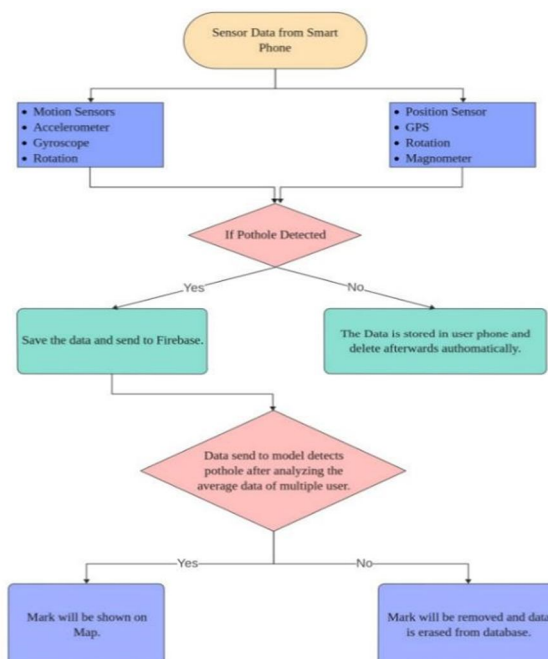 Sensor Data from Smart
Phone
• Motion Sensors
• Accelerometer
• Gyroscope
• Rotation
• Position Sensor
• GPS
• Rotation
• Magnometer
If Pothole Detected
Yes
No
Save the data and send to Firebase.
The Data is stored in user phone and
delete afterwards authomatically.
Data send to model detects
pothole after analyzing the
average data of multiple user.
Yes
No
Mark will be shown on
Map.
Mark will be removed and data
is erased from database.